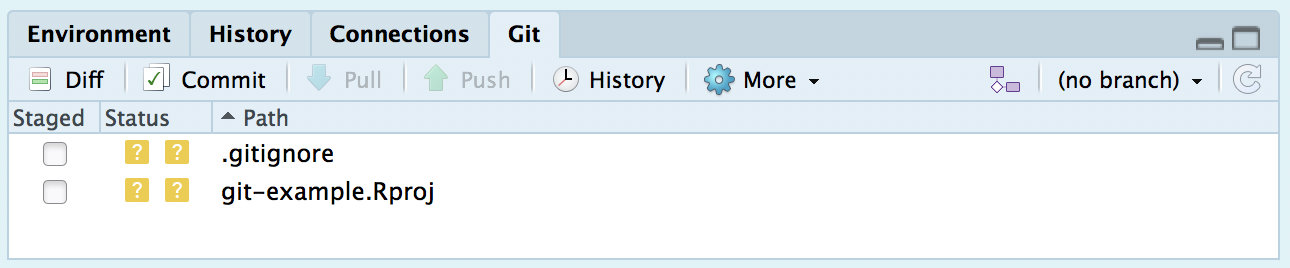 Environment History Connections Git
Diff Commit Pull Push History More (no branch)
Staged Status Path
? ? .gitignore
? ? git-example.Rproj